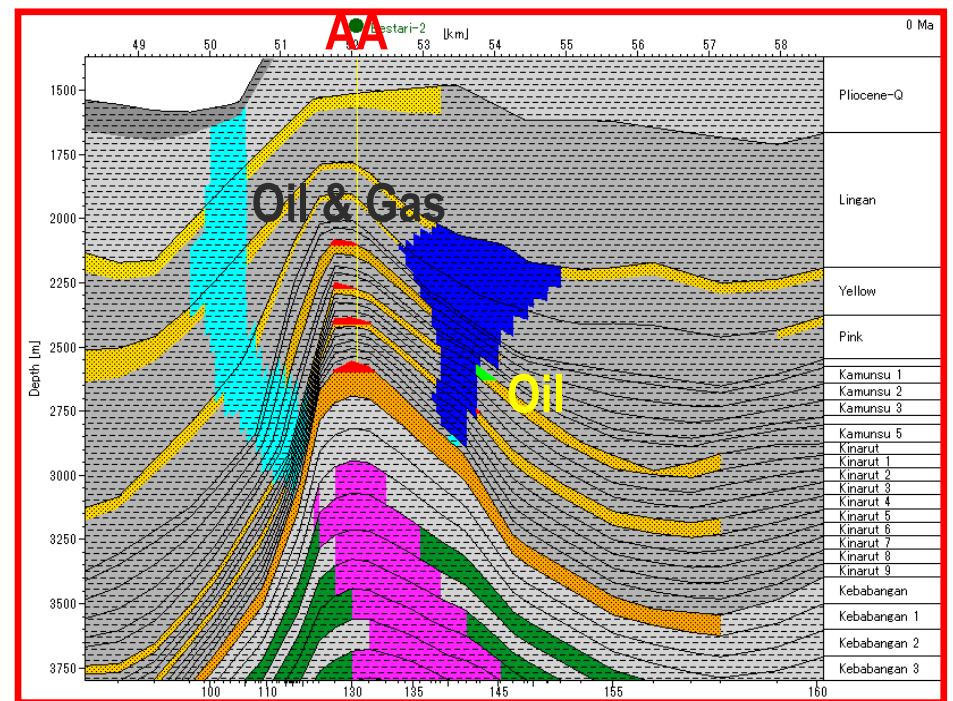 AA
Bestari-2
[km]
0 Ma
49 50 51 52 53 54 55 56 57 58
1500
1750
2000
2250
2500
2750
3000
3250
3500
3750
Depth [m]
Oil & Gas
Oil
Pliocene-Q
Lingan
Yellow
Pink
Kamunsu 1
Kamunsu 2
Kamunsu 3
Kamunsu 5
Kinarut
Kinarut 1
Kinarut 2
Kinarut 3
Kinarut 4
Kinarut 5
Kinarut 6
Kinarut 7
Kinarut 8
Kinarut 9
Kebabangan
Kebabangan 1
Kebabangan 2
Kebabangan 3
100 110 130 135 145 155 160